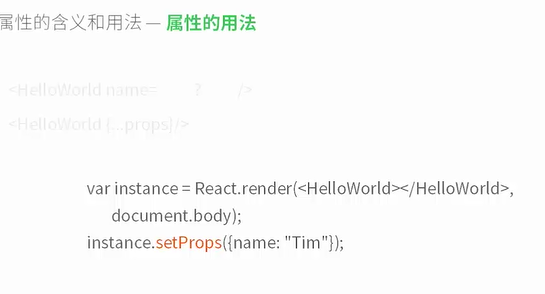 属性的含义和用法 — 属性的用法
<HelloWorld name= ? />
<HelloWorld {...props}/>
var instance = React.render(<HelloWorld></HelloWorld>,
document.body);
instance.setProps({name: "Tim"});